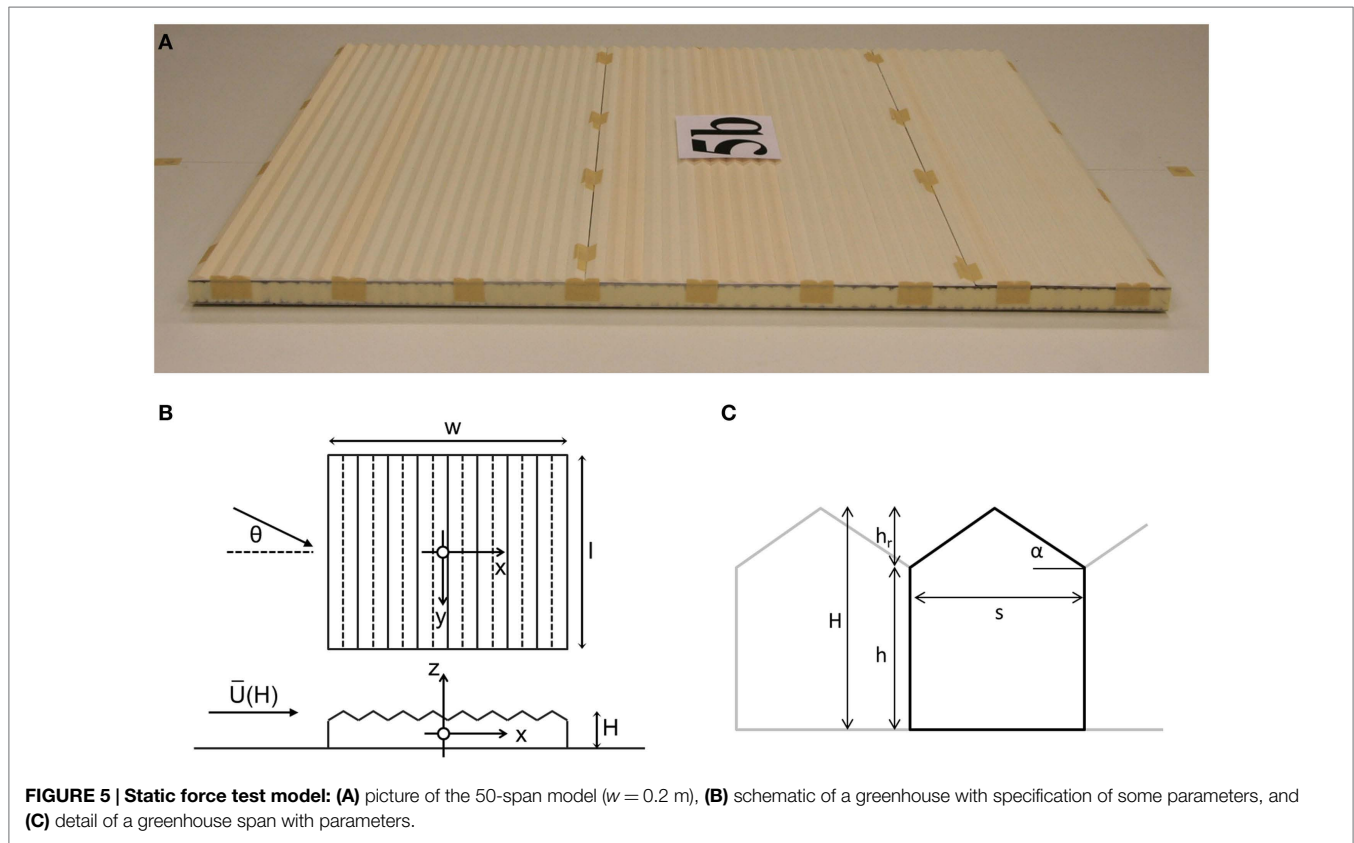 A
5b
B
w
θ
l
x
y
z
Ū(H)
H
x
C
hᵣ
α
H
s
h
FIGURE 5 | Static force test model: (A) picture of the 50-span model (w = 0.2 m), (B) schematic of a greenhouse with specification of some parameters, and
(C) detail of a greenhouse span with parameters.